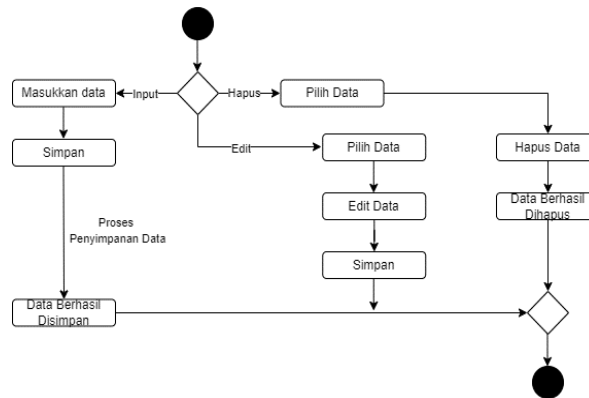 Masukkan data
Input
Hapus
Pilih Data
Simpan
Edit
Pilih Data
Hapus Data
Edit Data
Data Berhasil
Dihapus
Proses
Penyimpanan Data
Simpan
Data Berhasil
Disimpan